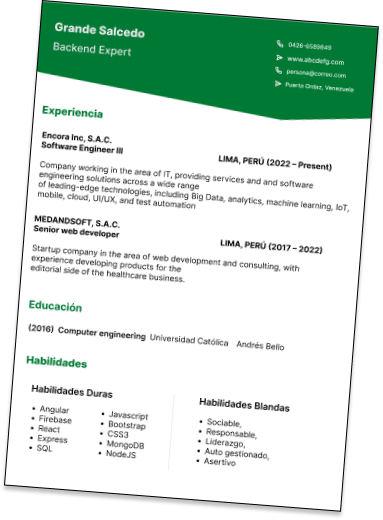 Grande Salcedo
Backend Expert
0426-6589849
www.abcdefg.com
persona@correo.com
Puerto Ordaz, Venezuela
Experiencia
Encora Inc, S.A.C.
Software Engineer III
LIMA, PERÚ (2022 – Present)
Company working in the area of IT, providing services and and software
engineering solutions across a wide range
of leading-edge technologies, including Big Data, analytics, machine learning, IoT,
mobile, cloud, UI/UX, and test automation
MEDANDSOFT, S.A.C.
Senior web developer
LIMA, PERÚ (2017 – 2022)
Startup company in the area of web development and consulting, with
experience developing products for the
editorial side of the healthcare business.
Educación
(2016) Computer engineering Universidad Católica Andrés Bello
Habilidades
Habilidades Duras
• Angular
• Firebase
• React
• Express
• SQL
• Javascript
• Bootstrap
• CSS3
• MongoDB
• NodeJS
Habilidades Blandas
• Sociable,
• Responsable,
• Liderazgo,
• Auto gestionado,
• Asertivo